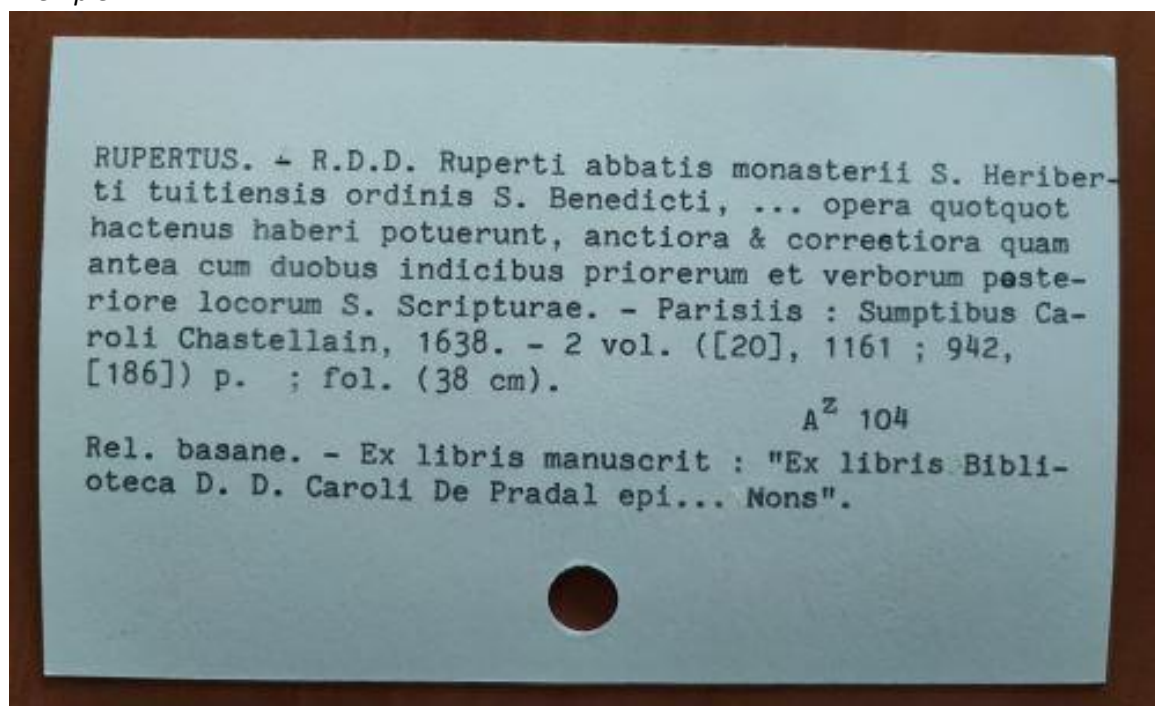 RUPERTUS. - R.D.D. Ruperti abbatis monasterii S. Heriber-
ti tuitiensis ordinis S. Benedicti, ... opera quotquot
hactenus haberi potuerunt, anctiora & correctiora quam
antea cum duobus indicibus priorerum et verborum poste-
riore locorum S. Scripturae. - Parisiis : Sumptibus Ca-
roli Chastellain, 1638. - 2 vol. ([20], 1161 ; 942,
[186]) p. ; fol. (38 cm).
A^z 104
Rel. basane. - Ex libris manuscrit : "Ex libris Bibli-
oteca D. D. Caroli De Pradal epi... Nons".